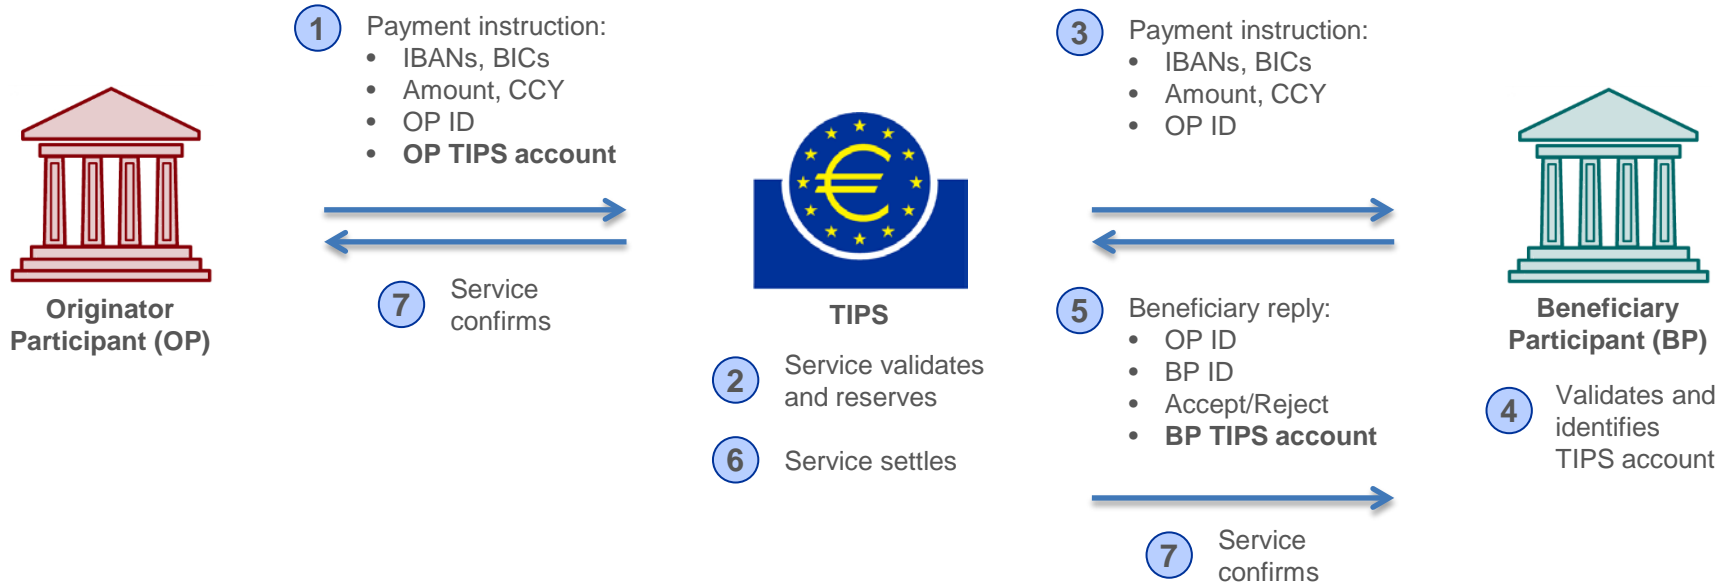 1
Payment instruction:
• IBANs, BICs
• Amount, CCY
• OP ID
• OP TIPS account
7
Service
confirms
Originator
Participant (OP)
TIPS
2
Service validates
and reserves
6
Service settles
3
Payment instruction:
• IBANs, BICs
• Amount, CCY
• OP ID
5
Beneficiary reply:
• OP ID
• BP ID
• Accept/Reject
• BP TIPS account
7
Service
confirms
Beneficiary
Participant (BP)
4
Validates and
identifies
TIPS account